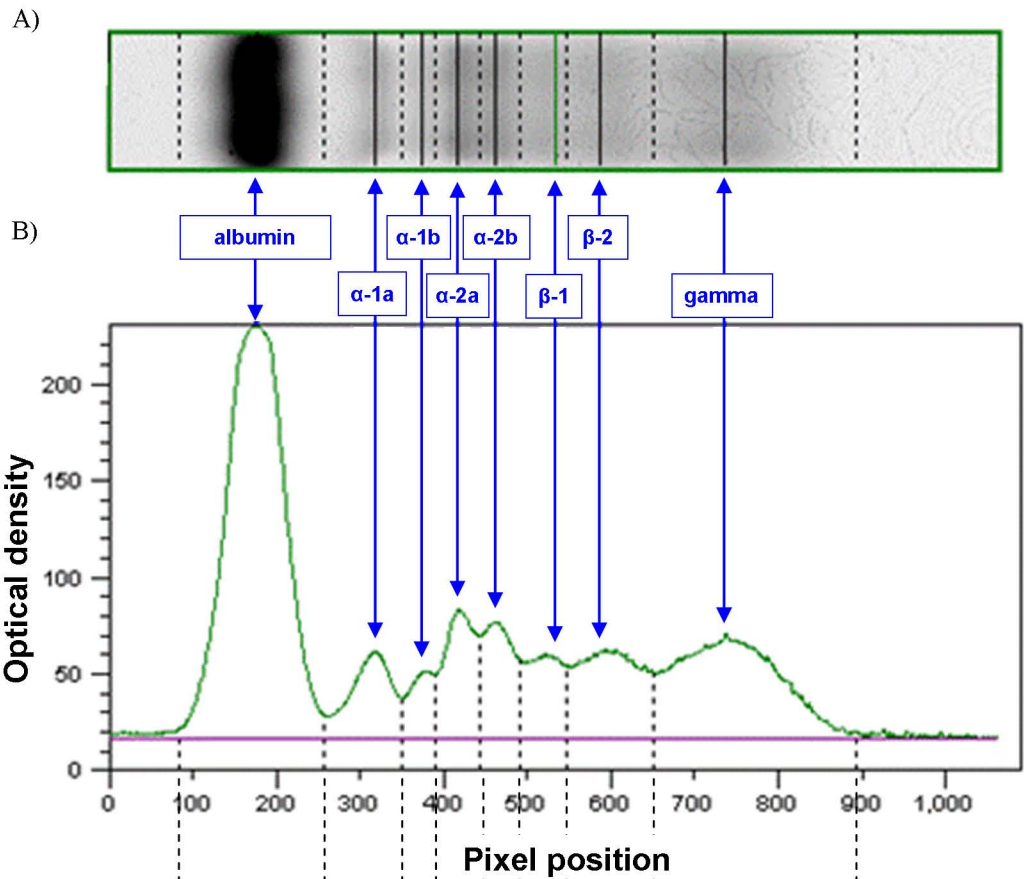 A)
B)
albumin
α-1b
α-2b
β-2
α-1a
α-2a
β-1
gamma
200
150
100
50
0
Optical density
0 100 200 300 400 500 600 700 800 900 1,000
Pixel position